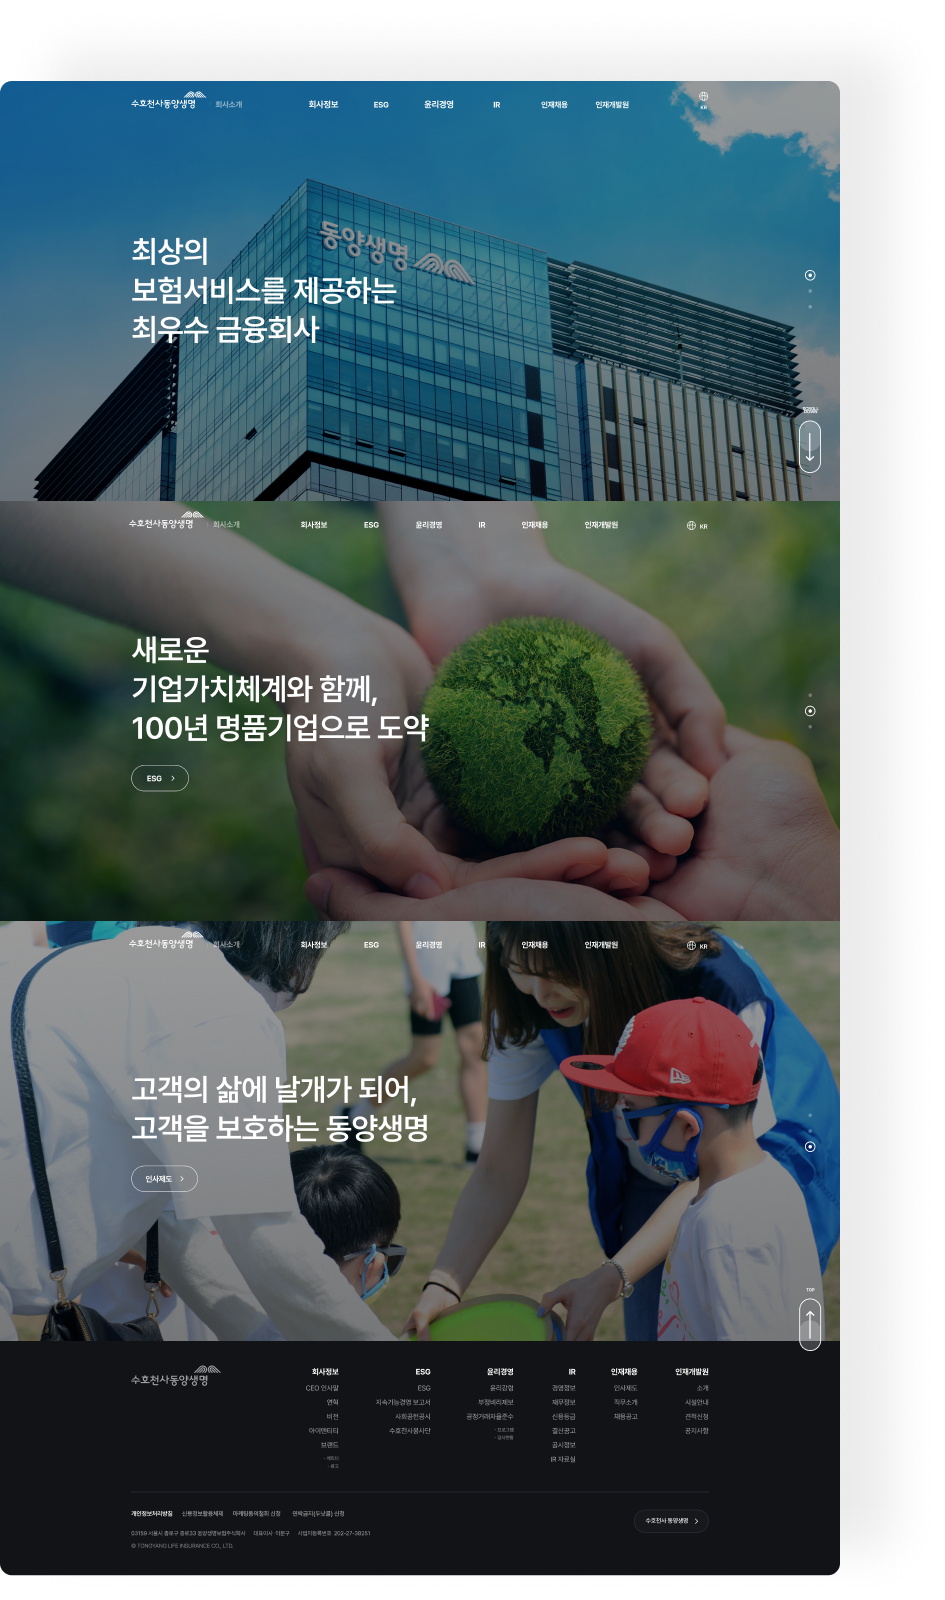 수호천사동양생명 회사소개 회사정보 ESG 윤리경영 IR 인재채용 인재개발원 KR
동양생명
최상의
보험서비스를 제공하는
최우수 금융회사
SCROLL
DOWN
수호천사동양생명 회사소개 회사정보 ESG 윤리경영 IR 인재채용 인재개발원 KR
새로운
기업가치체계와 함께,
100년 명품기업으로 도약
ESG
수호천사동양생명 회사소개 회사정보 ESG 윤리경영 IR 인재채용 인재개발원 KR
고객의 삶에 날개가 되어,
고객을 보호하는 동양생명
인사제도
TOP
수호천사동양생명
회사정보
CEO 인사말
연혁
비전
아이덴티티
브랜드
- 캐릭터
- 광고
ESG
ESG
지속가능경영 보고서
사회공헌공시
수호천사봉사단
윤리경영
윤리강령
부정비리제보
공정거래자율준수
- 프로그램
IR
경영정보
재무정보
신용등급
결산공고
공시정보
IR 자료실
인재채용
인사제도
직무소개
채용공고
인재개발원
소개
시설안내
견학신청
공지사항
개인정보처리방침 신용정보활용체제 마케팅동의철회 신청 연락금지(두낫콜) 신청
수호천사 동양생명
03159 서울시 종로구 종로33 동양생명보험주식회사 대표이사 이문구 사업자등록번호 202-27-38251
© TONGYANG LIFE INSURANCE CO., LTD.